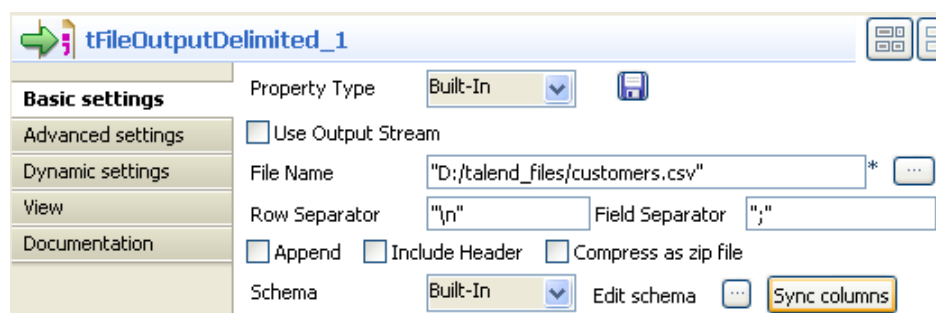 tFileOutputDelimited_1
Basic settings
Advanced settings
Dynamic settings
View
Documentation
Property Type Built-In
Use Output Stream
File Name "D:/talend_files/customers.csv" * ...
Row Separator "\n" Field Separator ";"
Append Include Header Compress as zip file
Schema Built-In Edit schema ... Sync columns